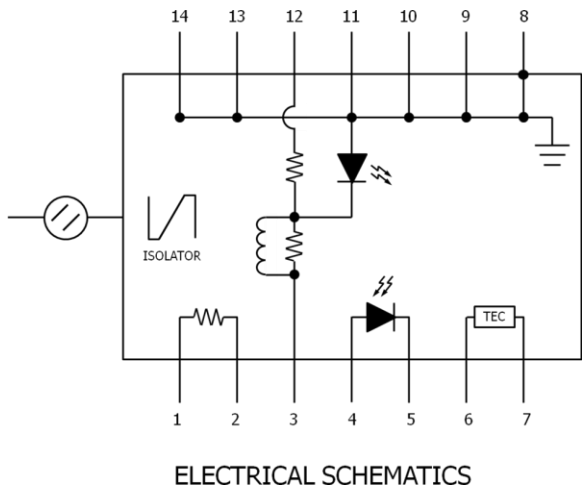 14 13 12 11 10 9 8
ISOLATOR
TEC
1 2 3 4 5 6 7
ELECTRICAL SCHEMATICS